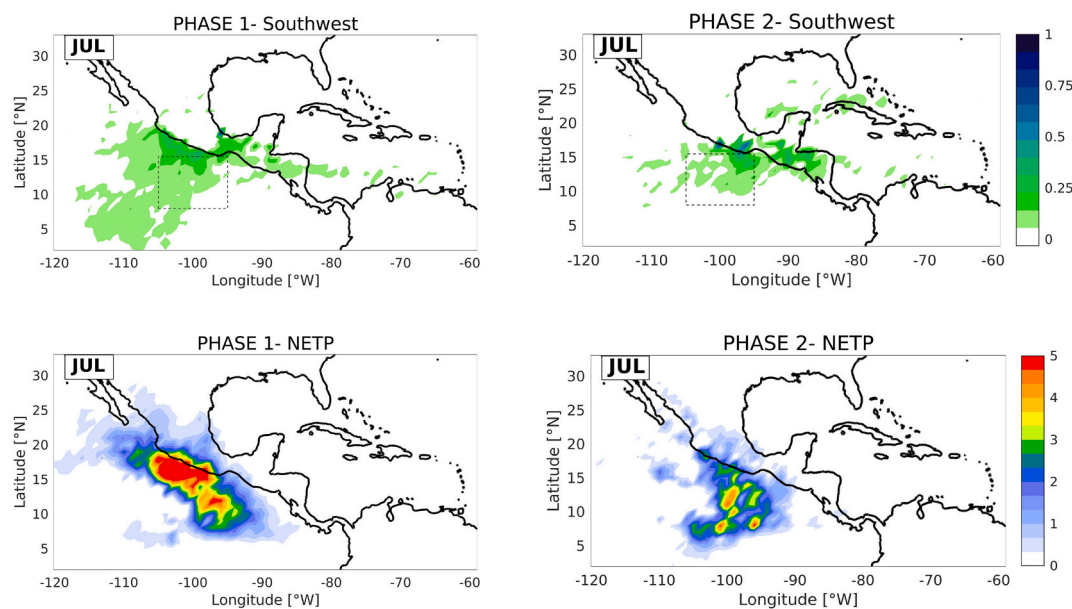 PHASE 1- Southwest
JUL
Latitude [°N]
30
25
20
15
10
5
-120 -110 -100 -90 -80 -70 -60
Longitude [°W]
PHASE 2- Southwest
JUL
Latitude [°N]
30
25
20
15
10
5
-120 -110 -100 -90 -80 -70 -60
Longitude [°W]
1
0.75
0.5
0.25
0
PHASE 1- NETP
JUL
Latitude [°N]
30
25
20
15
10
5
-120 -110 -100 -90 -80 -70 -60
Longitude [°W]
PHASE 2- NETP
JUL
Latitude [°N]
30
25
20
15
10
5
-120 -110 -100 -90 -80 -70 -60
Longitude [°W]
5
4
3
2
1
0